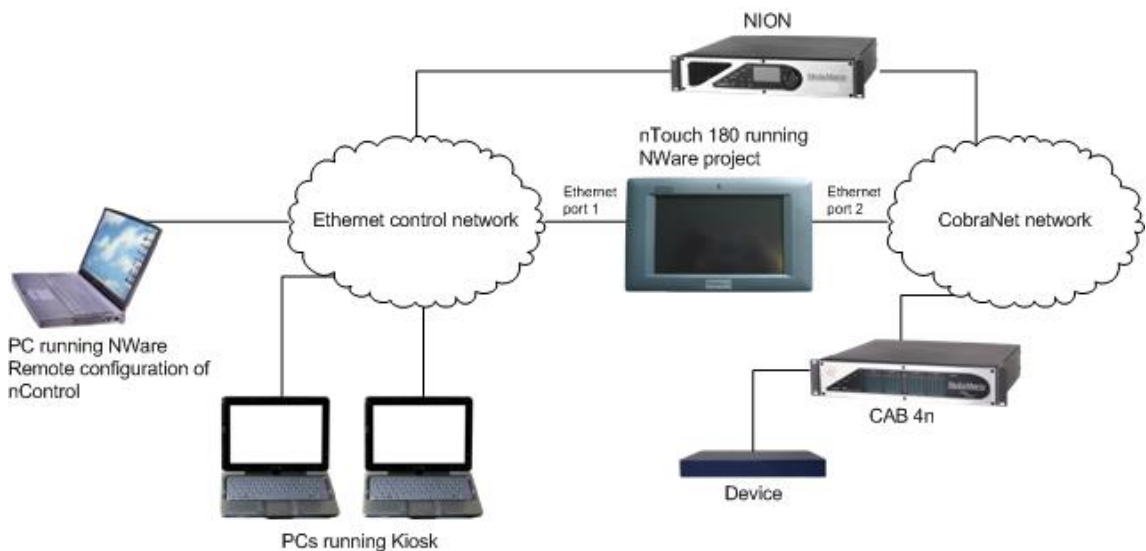 NION
nTouch 180 running
NWare project
Ethernet
port 1
Ethernet
port 2
Ethernet control network
CobraNet network
PC running NWare
Remote configuration of
nControl
CAB 4n
Device
PCs running Kiosk
MediaMatrix